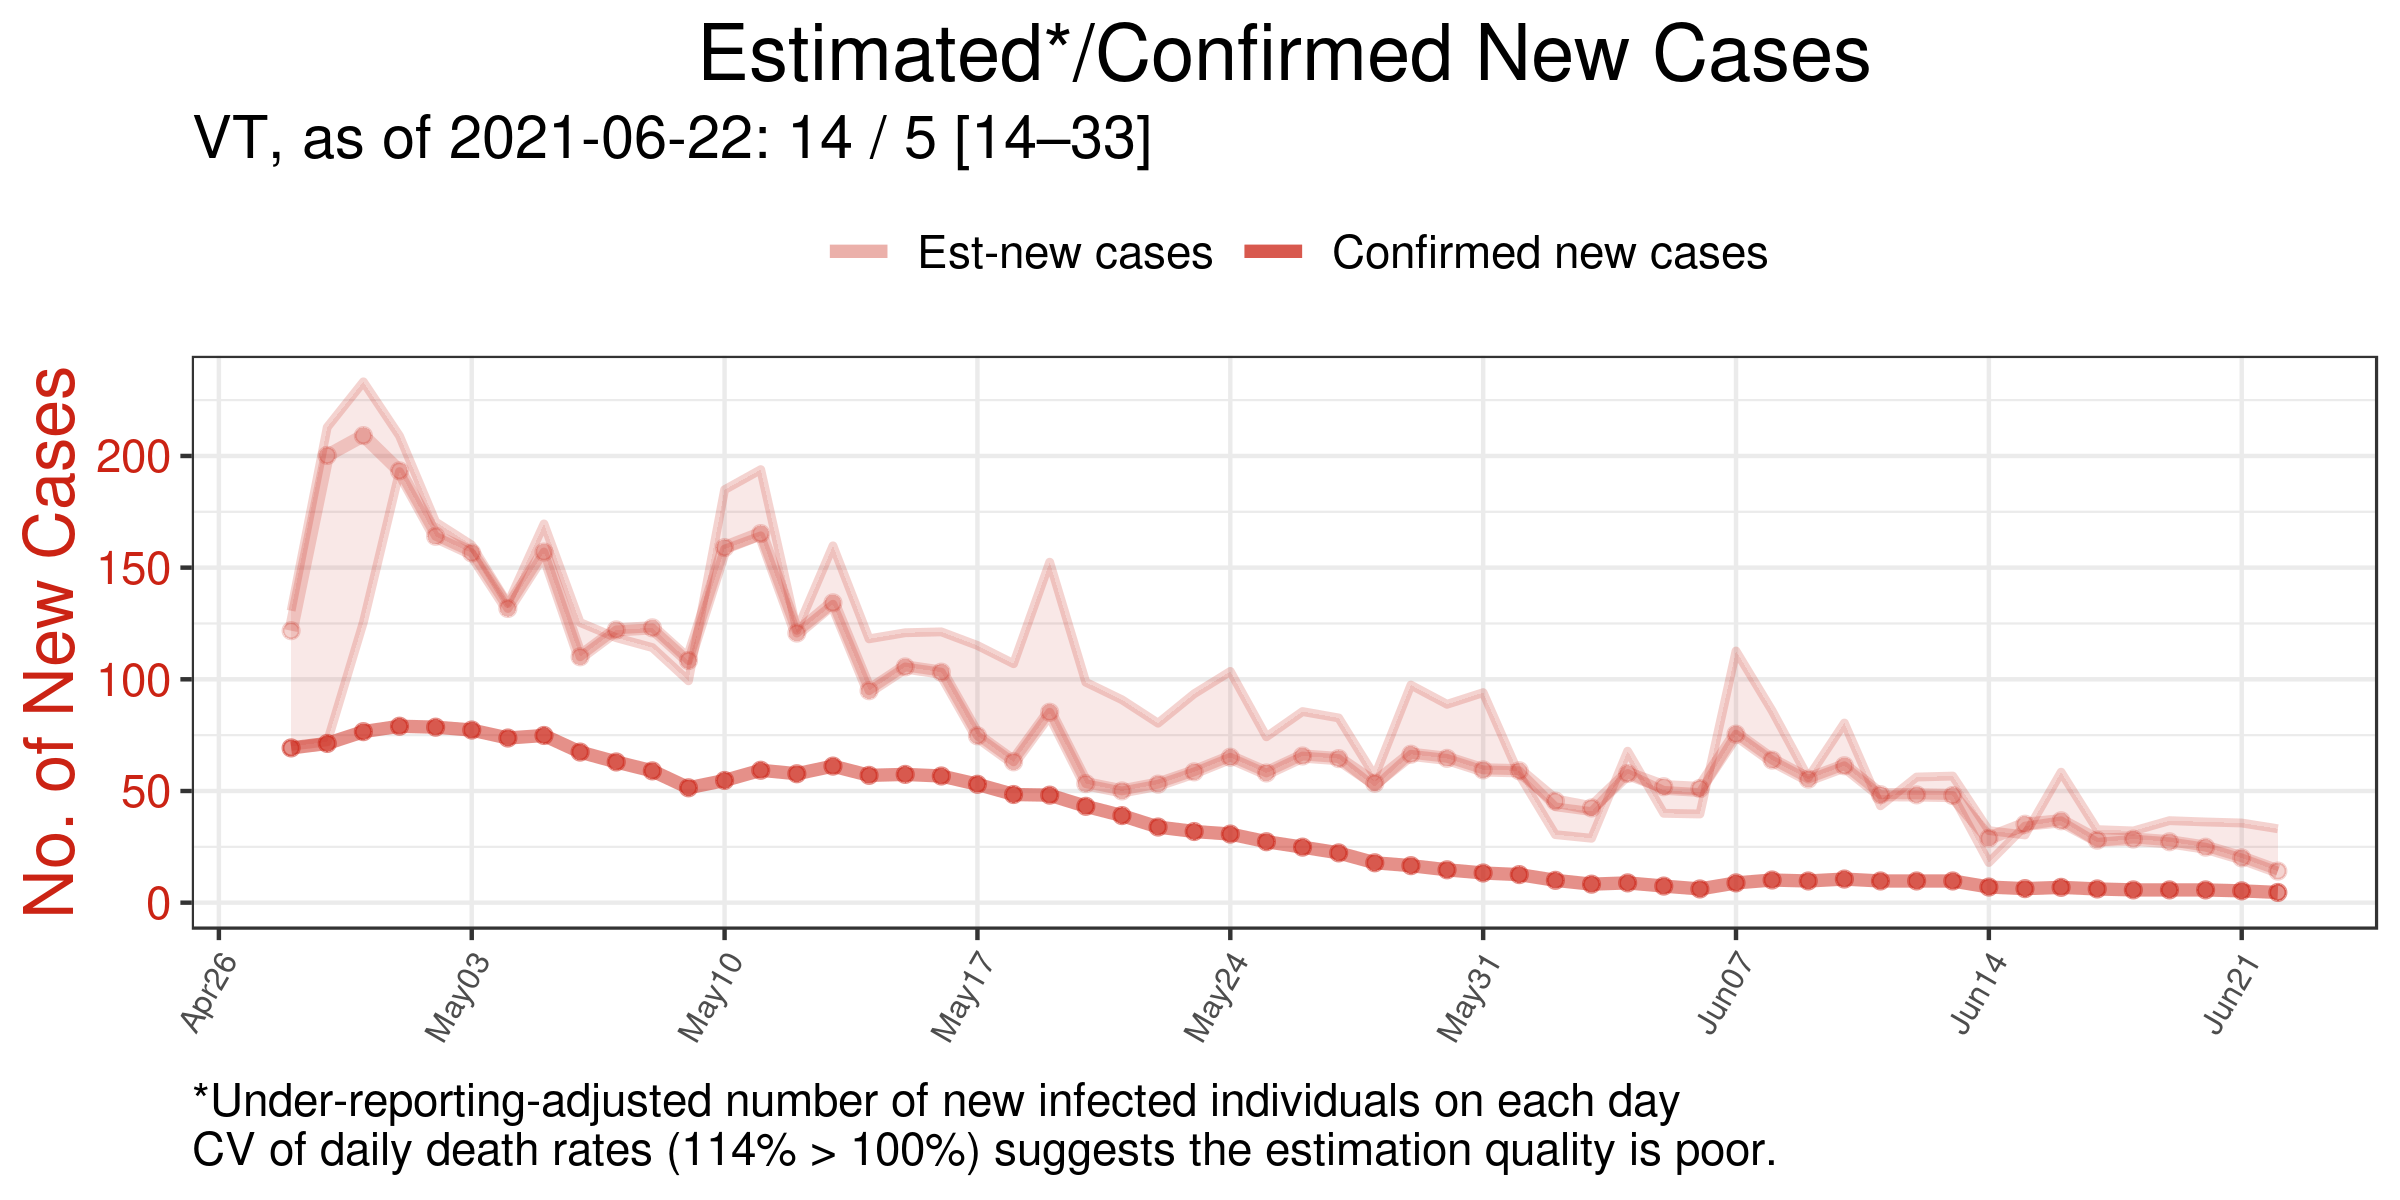 Estimated*/Confirmed New Cases
VT, as of 2021-06-22: 14 / 5 [14–33]
Est-new cases
Confirmed new cases
No. of New Cases
200
150
100
50
0
Apr26
May03
May10
May17
May24
May31
Jun07
Jun14
Jun21
*Under-reporting-adjusted number of new infected individuals on each day
CV of daily death rates (114% > 100%) suggests the estimation quality is poor.